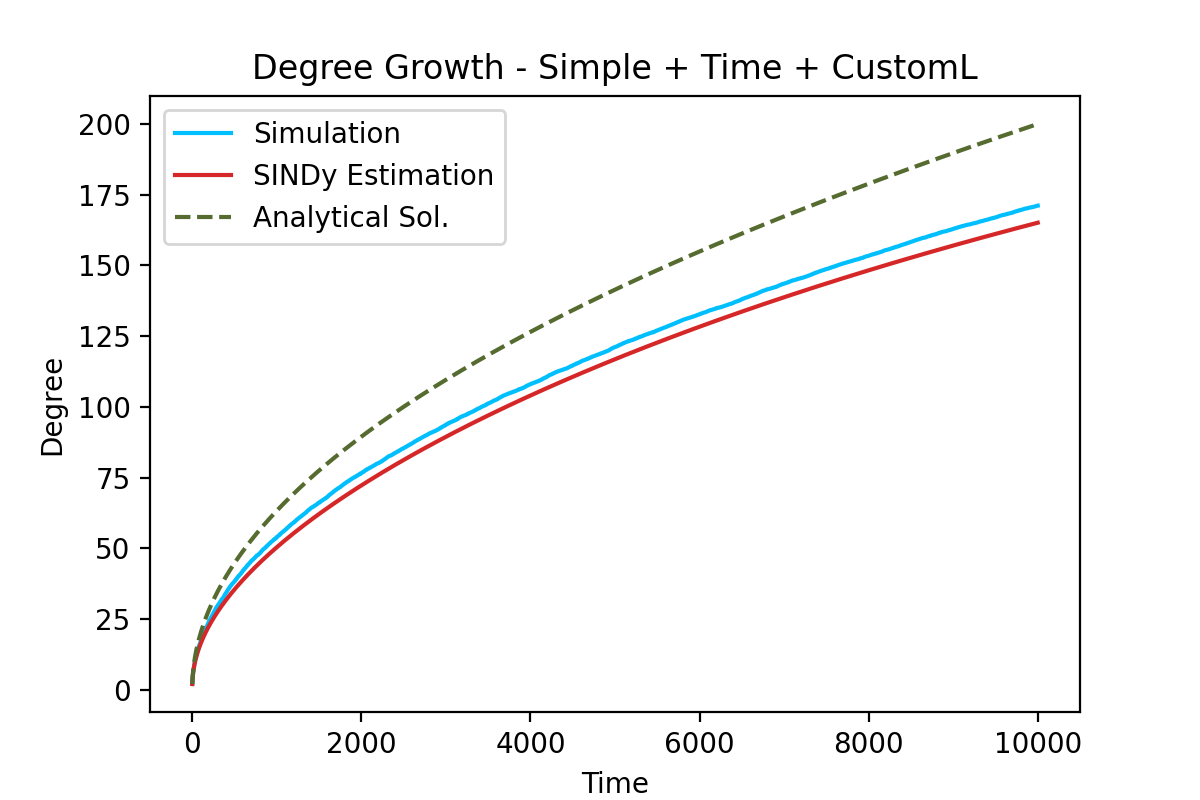 Degree Growth - Simple + Time + CustomL
Simulation
SINDy Estimation
Analytical Sol.
200
175
150
125
100
75
50
25
0
Degree
0 2000 4000 6000 8000 10000
Time